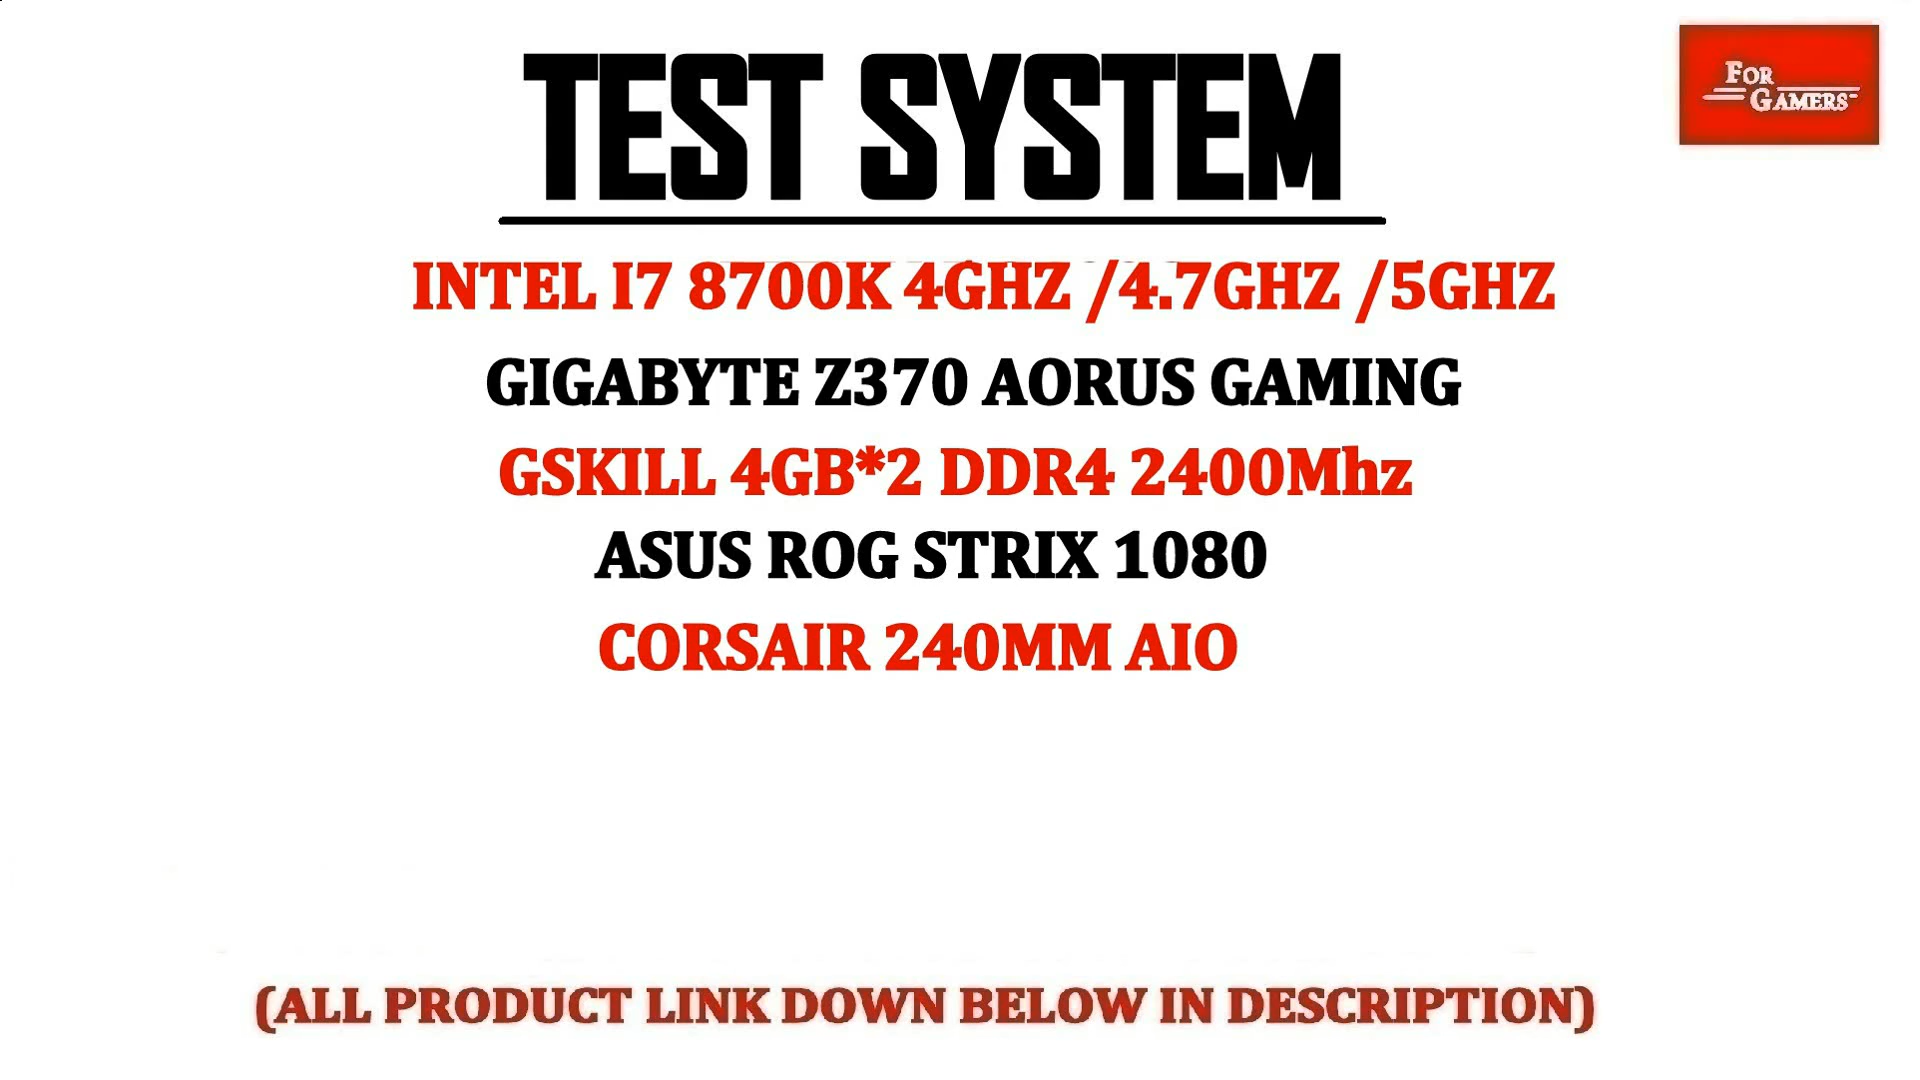 TEST SYSTEM
FOR
GAMERS
INTEL I7 8700K 4GHZ /4.7GHZ /5GHZ
GIGABYTE Z370 AORUS GAMING
GSKILL 4GB*2 DDR4 2400Mhz
ASUS ROG STRIX 1080
CORSAIR 240MM AIO
(ALL PRODUCT LINK DOWN BELOW IN DESCRIPTION)